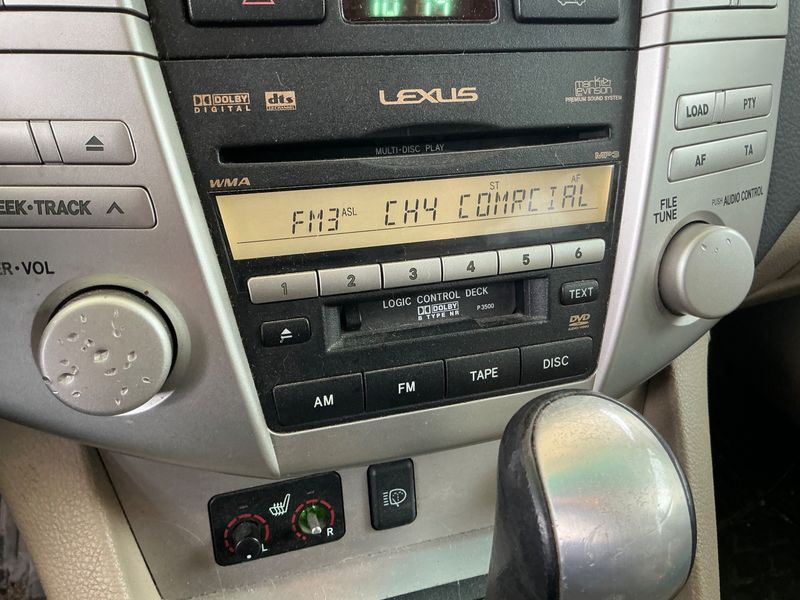 10:14
DOLBY
DIGITAL
dts
LEXUS
mark levinson
PREMIUM SOUND SYSTEM
LOAD
PTY
MULTI-DISC PLAY
MP3
AF
TA
WMA
ST
AF
FM3 ASL CH4 COMRCIAL
EEK•TRACK
FILE
TUNE
PUSH AUDIO CONTROL
R•VOL
1 2 3 4 5 6
LOGIC CONTROL DECK
DOLBY
B TYPE NR
P3500
TEXT
DVD
AM
FM
TAPE
DISC
L
R